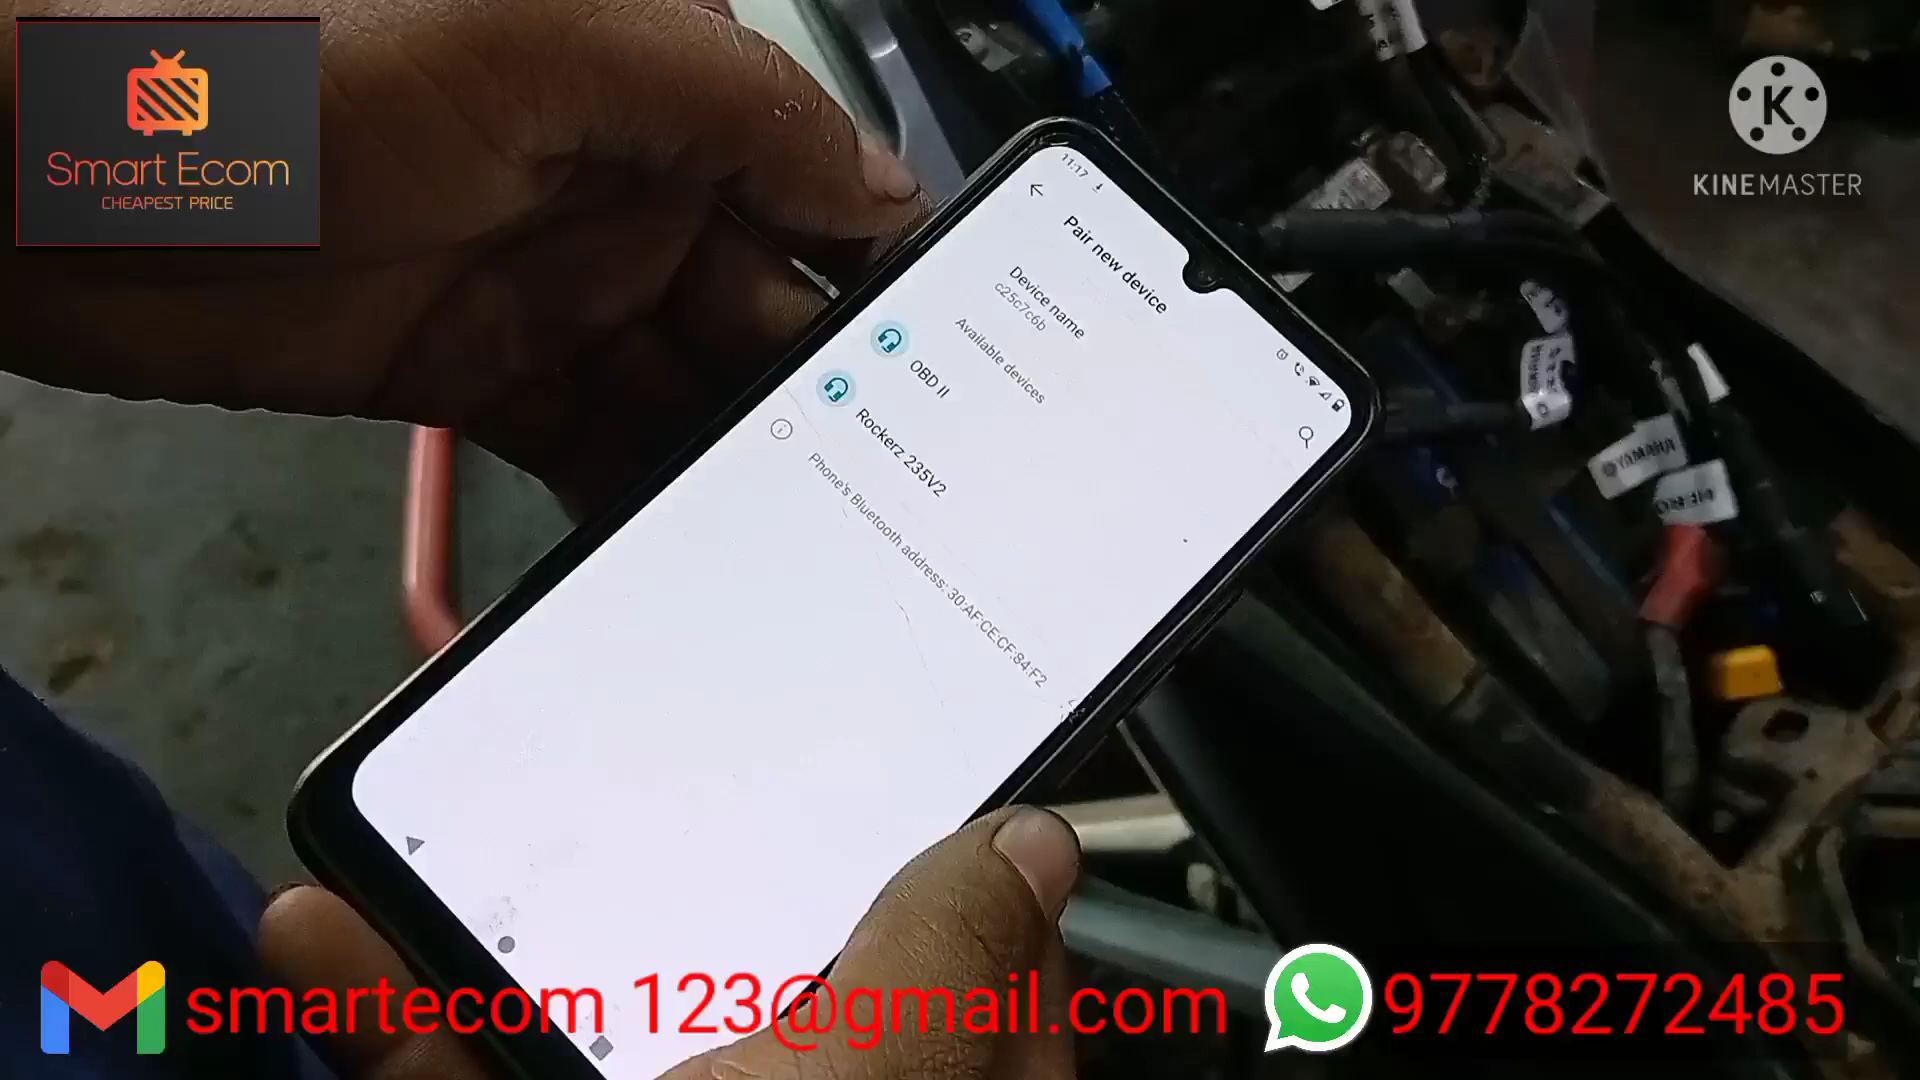 Smart Ecom
CHEAPEST PRICE
K
KINEMASTER
11:17
Pair new device
Device name
c25c7c6b
Available devices
OBD II
Rockerz 235V2
Phone's Bluetooth address: 30:AF:CE:CF:84:F2
YAMAHA
smartecom 123@gmail.com
9778272485